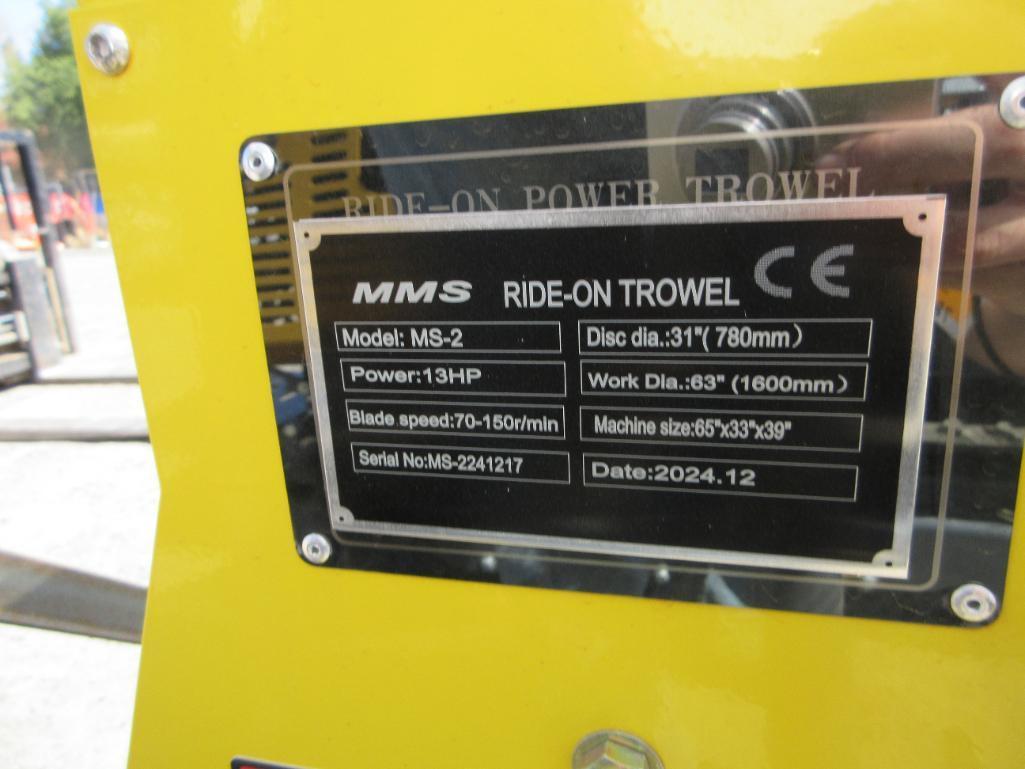 RIDE-ON POWER TROWEL
MMS RIDE-ON TROWEL CE
Model: MS-2
Disc dia.:31"( 780mm)
Power:13HP
Work Dia.:63" (1600mm)
Blade speed:70-150r/min
Machine size:65"x33"x39"
Serial No:MS-2241217
Date:2024.12